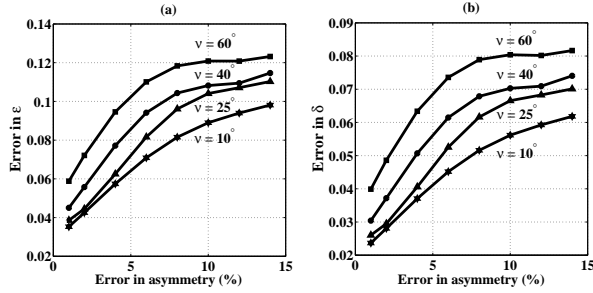 (a)
0.14
0.12
0.1
0.08
0.06
0.04
0.02
Error in ε
ν = 60°
ν = 40°
ν = 25°
ν = 10°
0
5
10
15
Error in asymmetry (%)
(b)
0.09
0.08
0.07
0.06
0.05
0.04
0.03
0.02
Error in δ
ν = 60°
ν = 40°
ν = 25°
ν = 10°
0
5
10
15
Error in asymmetry (%)